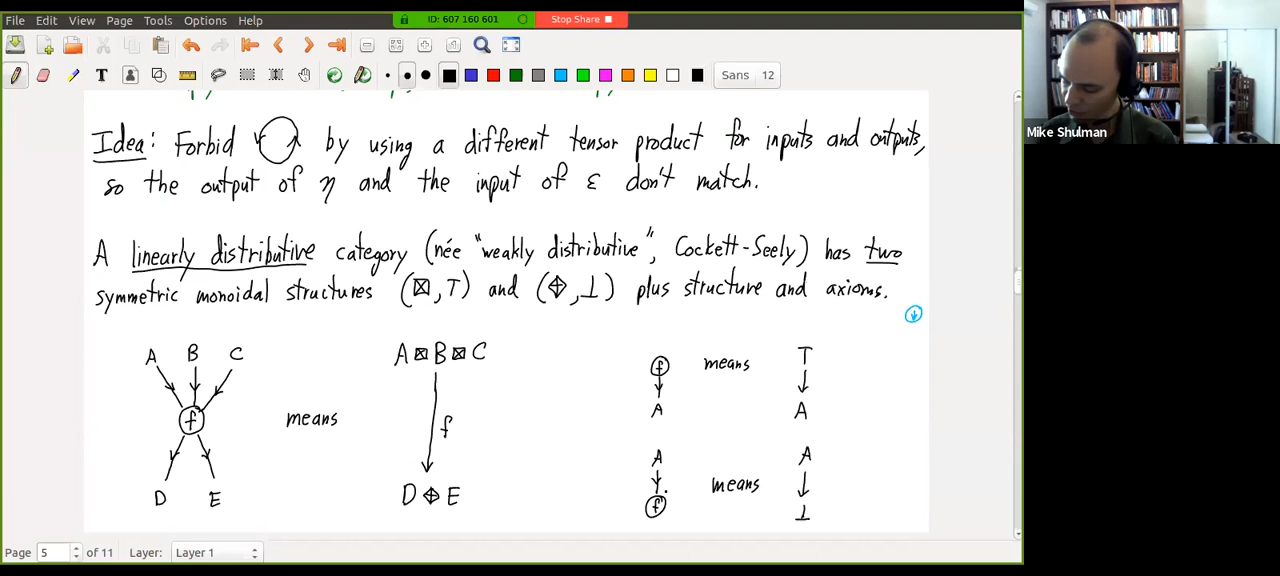 File Edit View Page Tools Options Help
ID: 607 160 601
Stop Share
Sans 12
Mike Shulman
Idea: Forbid by using a different tensor product for inputs and outputs,
so the output of η and the input of ε don't match.
A linearly distributive category (née "weakly distributive", Cockett-Seely) has two
symmetric monoidal structures (⊠, ⊤) and (⟠, ⊥) plus structure and axioms.
A B C
f
D E
means
A ⊠ B ⊠ C
f
D ⟠ E
f
A
means
⊤
A
A
f
means
A
⊥
Page 5 of 11 Layer: Layer 1